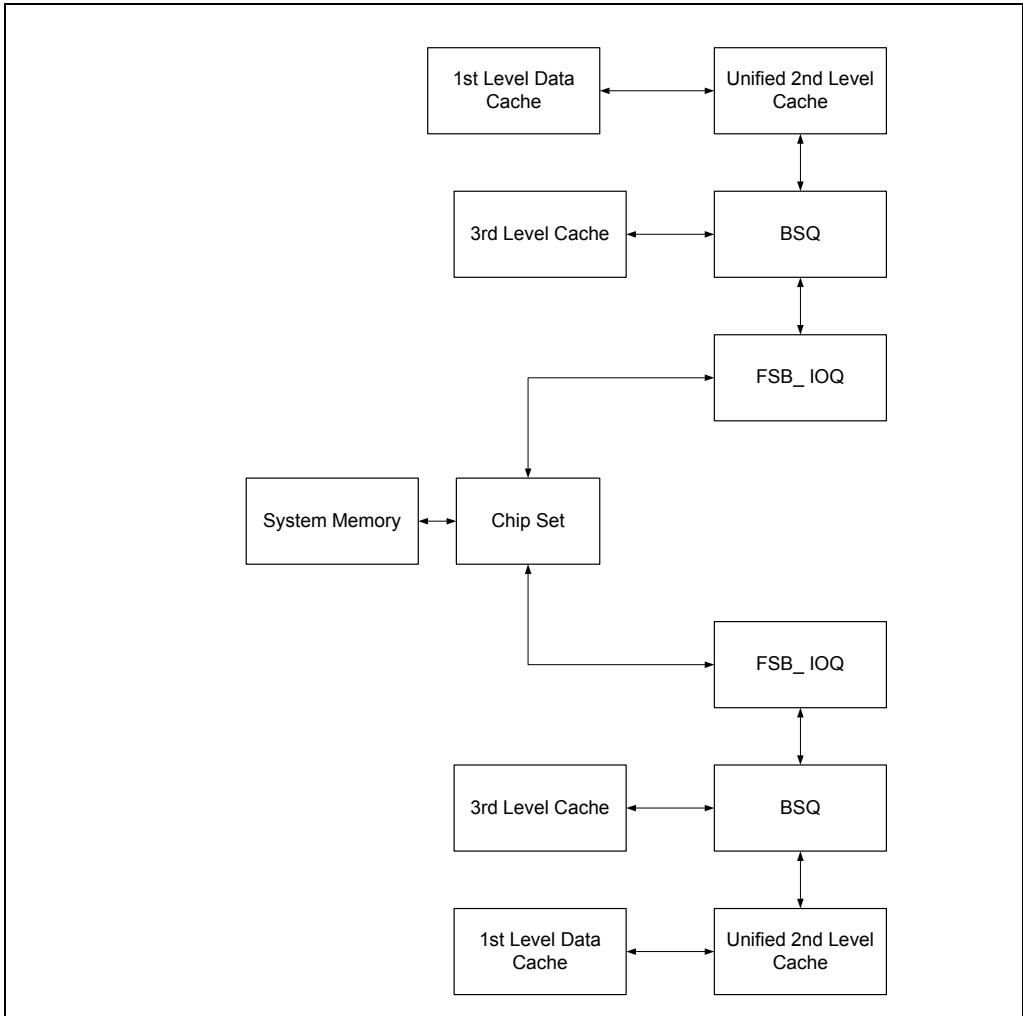 1st Level Data
Cache
Unified 2nd Level
Cache
3rd Level Cache
BSQ
FSB_ IOQ
System Memory
Chip Set
FSB_ IOQ
3rd Level Cache
BSQ
1st Level Data
Cache
Unified 2nd Level
Cache